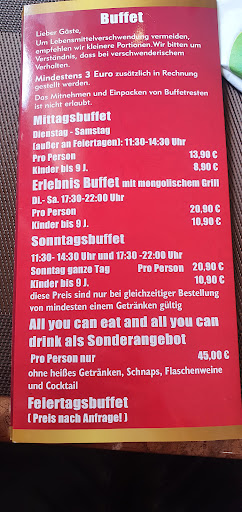 Buffet
Lieber Gäste,
Um Lebensmittelverschwendung vermeiden,
empfehlen wir kleinere Portionen. Wir bitten um
Verständnis, dass bei verschwenderischem
Verhalten.
Mindestens 3 Euro zusätzlich in Rechnung
gestellt werden.
Das Mitnehmen und Einpacken von Buffetresten
ist nicht erlaubt.
Mittagsbuffet
Dienstag - Samstag
(außer an Feiertagen): 11:30-14:30 Uhr
Pro Person 13,90 €
Kinder bis 9 J. 8,90 €
Erlebnis Buffet mit mongolischem Grill
Di.- Sa. 17:30-22:00 Uhr
Pro Person 20,90 €
Kinder bis 9 J. 10,90 €
Sonntagsbuffet
11:30- 14:30 Uhr und 17:30 -22:00 Uhr
Sonntag ganze Tag Pro Person 20,90 €
Kinder bis 9 J. 10,90 €
diese Preis sind nur bei gleichzeitiger Bestellung
von mindesten einem Getränken gültig
All you can eat and all you can
drink als Sonderangebot
Pro Person nur 45,00 €
ohne heißes Getränken, Schnaps, Flaschenweine
und Cocktail
Feiertagsbuffet
( Preis nach Anfrage! )